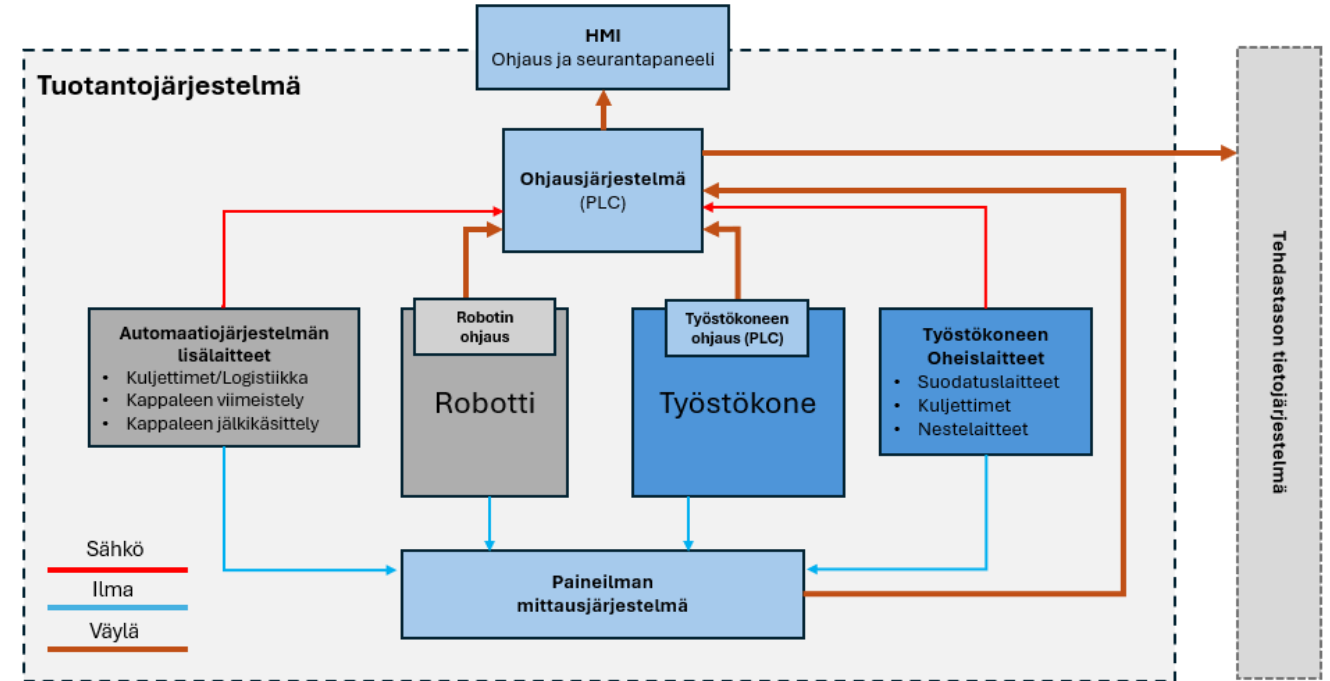 HMI
Ohjaus ja seurantapaneeli
Tuotantojärjestelmä
Ohjausjärjestelmä
(PLC)
Automaatiojärjestelmän
lisälaitteet
• Kuljettimet/Logistiikka
• Kappaleen viimeistely
• Kappaleen jälkikäsittely
Robotin
ohjaus
Robotti
Työstökoneen
ohjaus (PLC)
Työstökone
Työstökoneen
Oheislaitteet
• Suodatuslaitteet
• Kuljettimet
• Nestelaitteet
Tehdastason tietojärjestelmä
Sähkö
Ilma
Väylä
Paineilman
mittausjärjestelmä